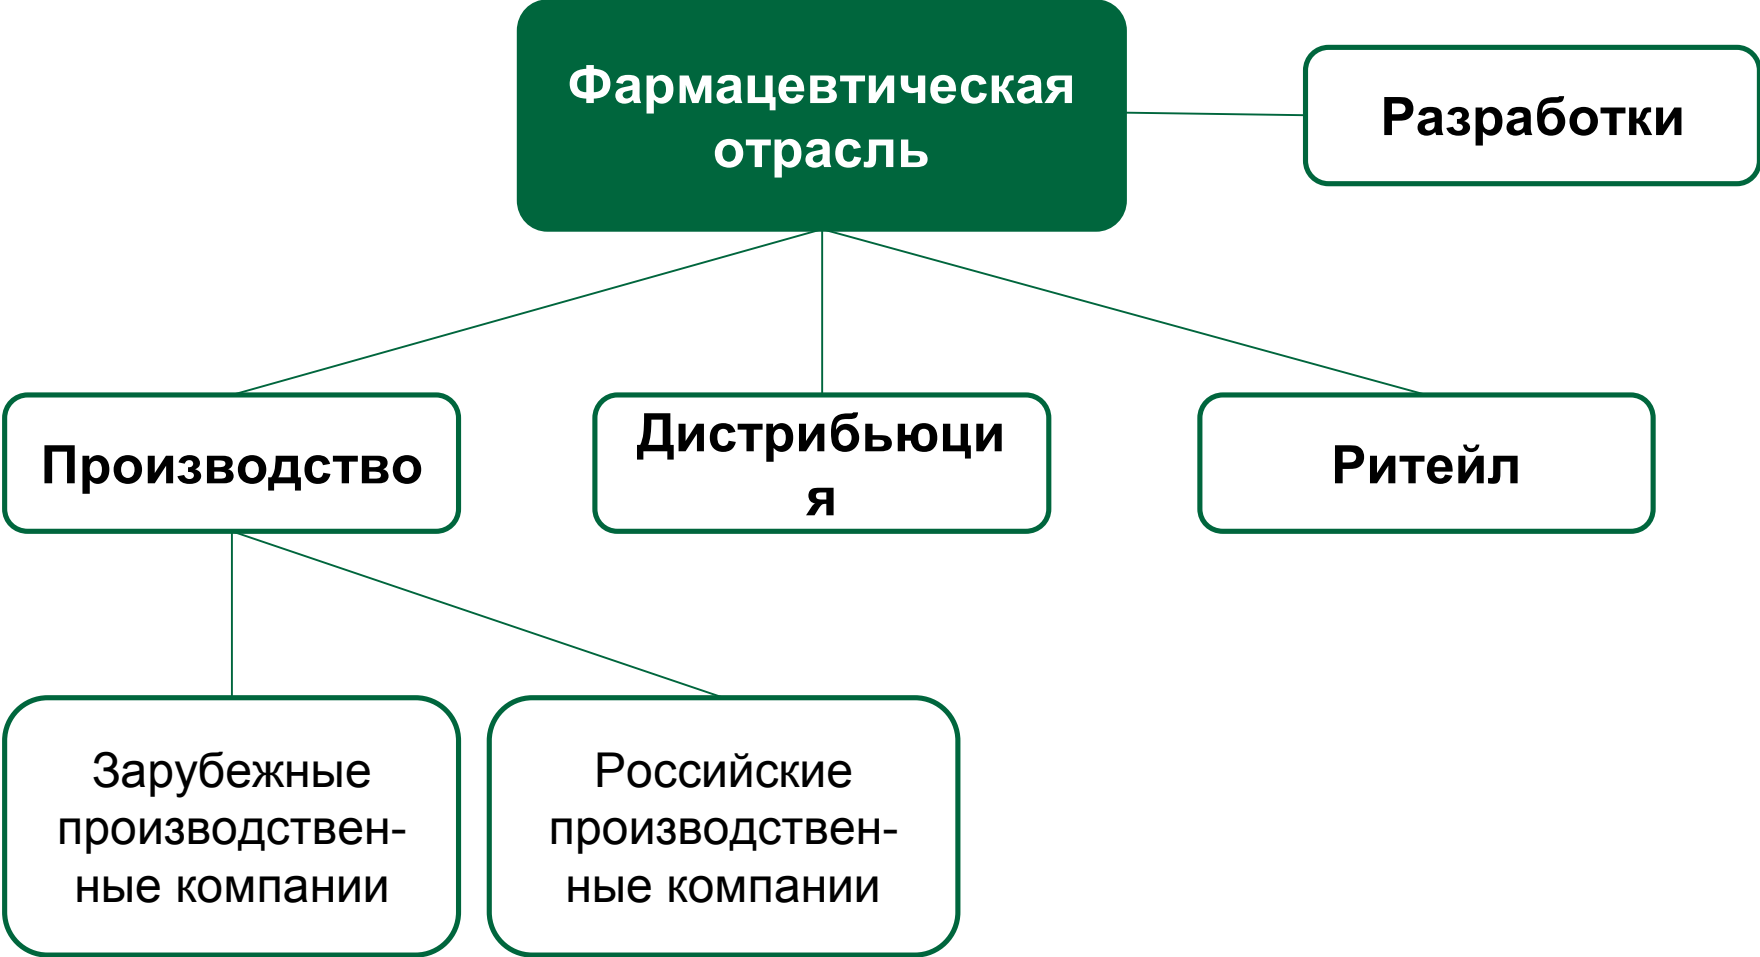 Фармацевтическая
отрасль
Разработки
Производство
Дистрибьюци
я
Ритейл
Зарубежные
производствен-
ные компании
Российские
производствен-
ные компании